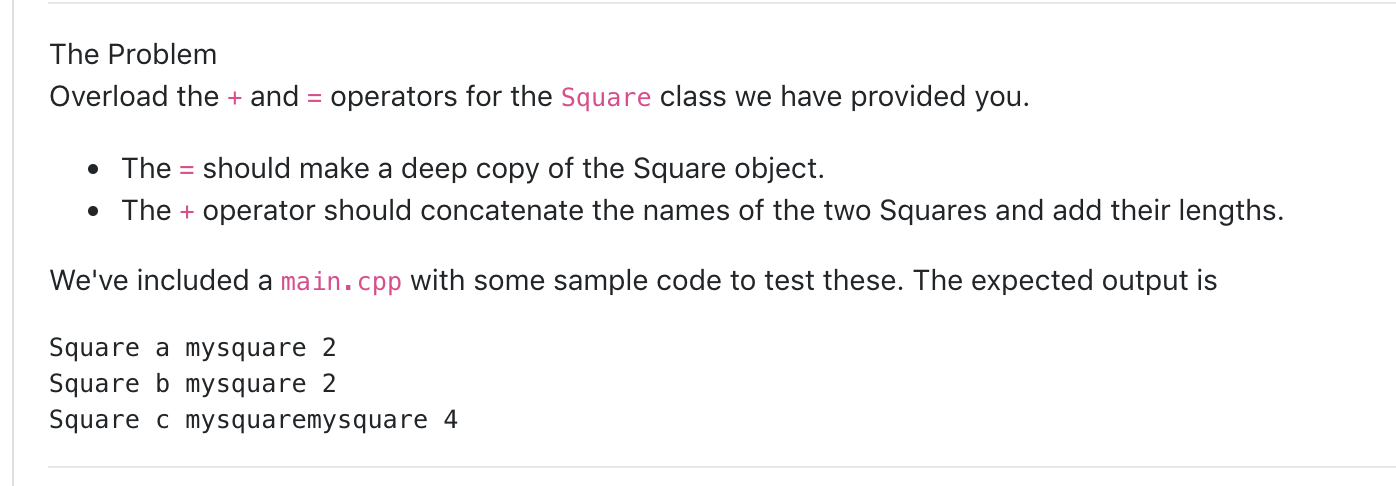 The Problem
Overload the + and = operators for the Square class we have provided you.
• The = should make a deep copy of the Square object.
• The + operator should concatenate the names of the two Squares and add their lengths.
We've included a main.cpp with some sample code to test these. The expected output is
Square a mysquare 2
Square b mysquare 2
Square c mysquaremysquare 4